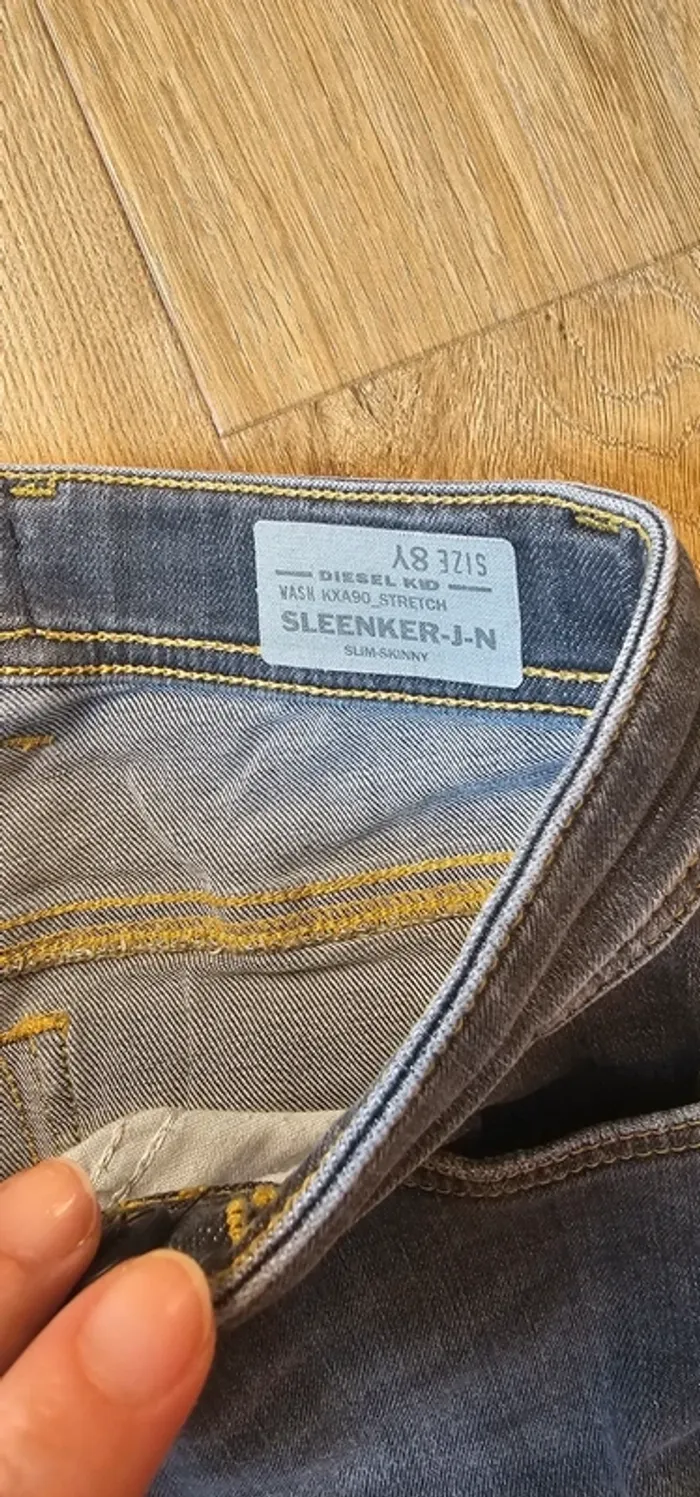 SIZE 8Y
DIESEL KID
WASH KXA90_STRETCH
SLEENKER-J-N
SLIM-SKINNY